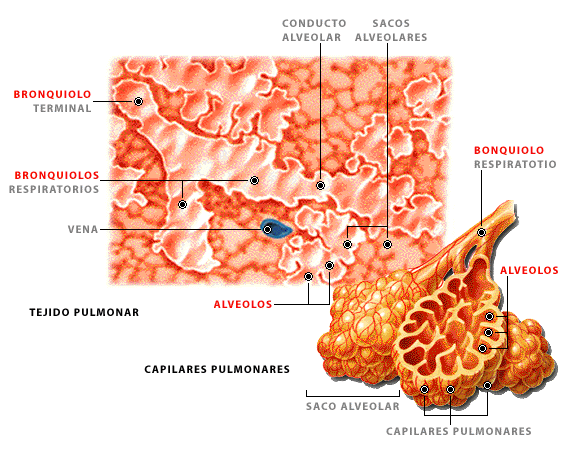 CONDUCTO
ALVEOLAR
SACOS
ALVEOLARES
BRONQUIOLO
TERMINAL
BRONQUIOLOS
RESPIRATORIOS
VENA
ALVEOLOS
TEJIDO PULMONAR
BONQUIOLO
RESPIRATOTIO
ALVEOLOS
CAPILARES PULMONARES
SACO ALVEOLAR
CAPILARES PULMONARES